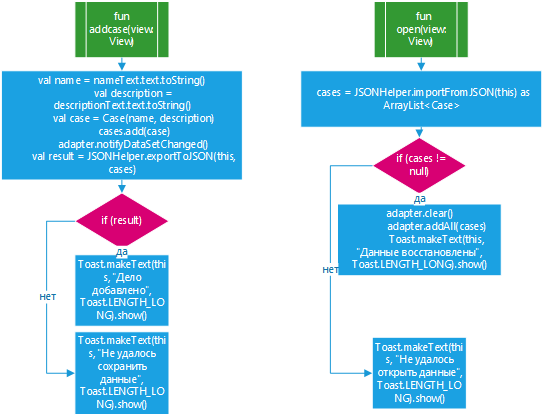 fun
addcase(view:
View)
val name = nameText.text.toString()
val description =
descriptionText.text.toString()
val case = Case(name, description)
cases.add(case)
adapter.notifyDataSetChanged()
val result = JSONHelper.exportToJSON(this,
cases)
if (result)
да
Toast.makeText(thi
s, "Дело
добавлено",
Toast.LENGTH_LO
NG).show()
нет
Toast.makeText(thi
s, "Не удалось
сохранить
данные",
Toast.LENGTH_LO
NG).show()
fun
open(view:
View)
cases = JSONHelper.importFromJSON(this) as
ArrayList<Case>
if (cases !=
null)
да
adapter.clear()
adapter.addAll(cases)
Toast.makeText(this,
"Данные восстановлены",
Toast.LENGTH_LONG).show()
нет
Toast.makeText(thi
s, "Не удалось
открыть данные",
Toast.LENGTH_LO
NG).show()